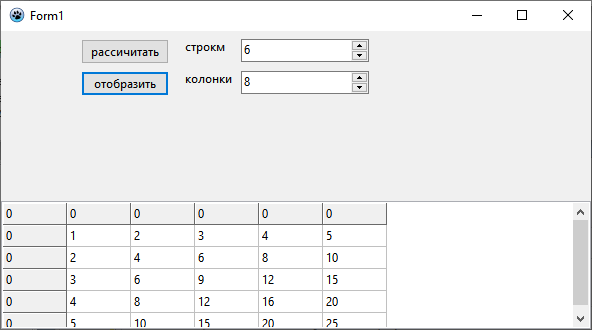 Form1
рассичитать строкм 6
отобразить колонки 8
0 0 0 0 0 0
0 1 2 3 4 5
0 2 4 6 8 10
0 3 6 9 12 15
0 4 8 12 16 20
0 5 10 15 20 25